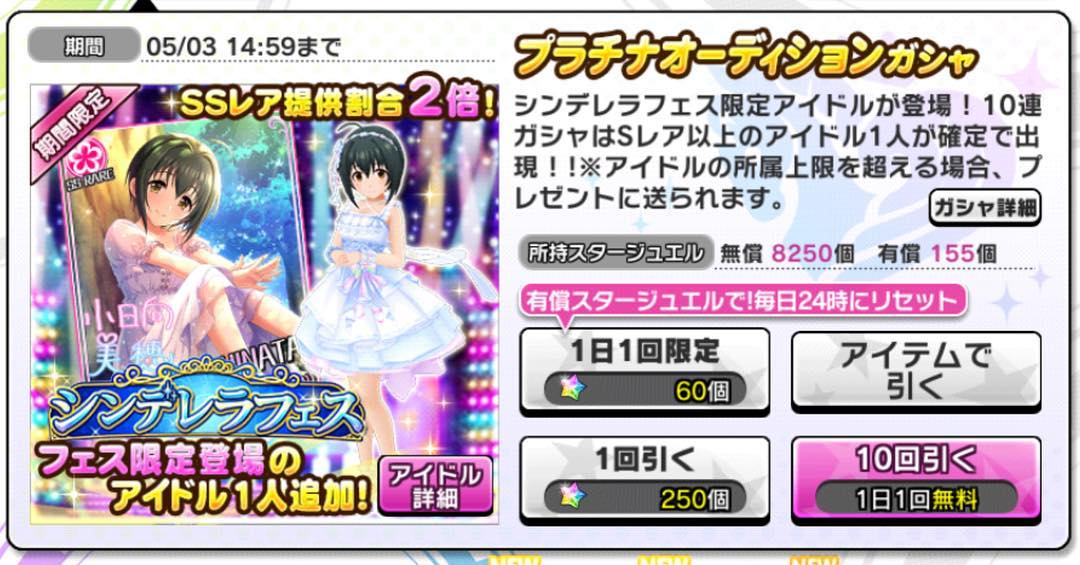 期間
05/03 14:59まで
期間限定
SSレア提供割合2倍!
SS RARE
小日向
美穂
HINATA
シンデレラフェス
フェス限定登場の
アイドル1人追加!
アイドル
詳細
プラチナオーディションガシャ
シンデレラフェス限定アイドルが登場！10連
ガシャはSレア以上のアイドル1人が確定で出
現！!※アイドルの所属上限を超える場合、プ
レゼントに送られます。
ガシャ詳細
所持スタージュエル 無償 8250個 有償 155個
有償スタージュエルで!毎日24時にリセット
1日1回限定
60個
アイテムで
引く
1回引く
250個
10回引く
1日1回無料
NEW NEW NEW